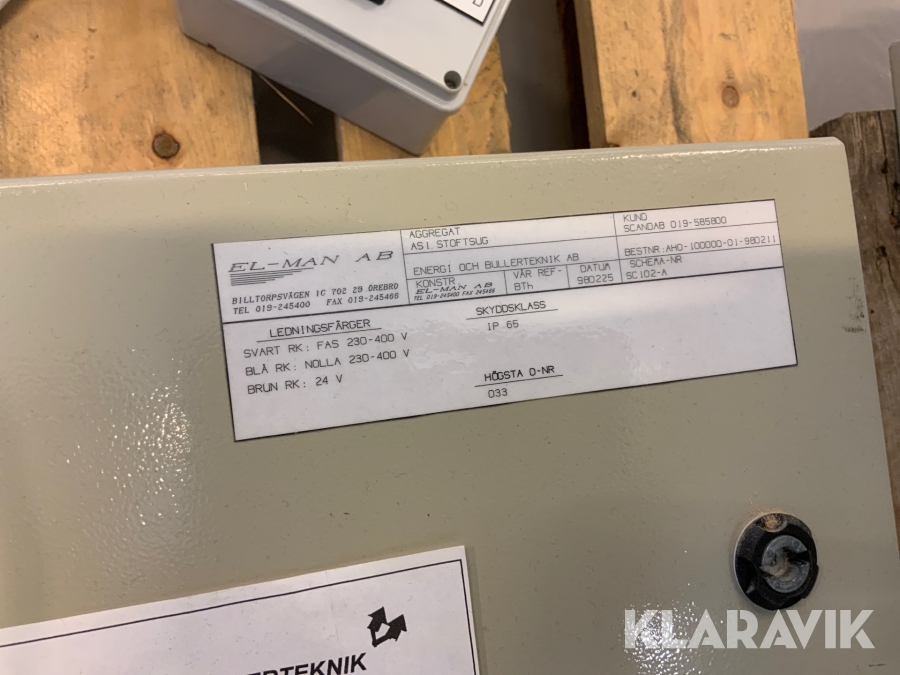 EL-MAN AB
BILLTORPSVÄGEN 1C 702 29 ÖREBRO
TEL 019-245400 FAX 019-245466
AGGREGAT
AS1. STOFTSUG
ENERGI OCH BULLERTEKNIK AB
KONSTR.
EL-MAN AB
TEL 019-245400 FAX 245466
VÅR REF-
BTh
DATUM
980225
KUND
SCANDAB 019-585800
BESTNR: AHO-100000-01-980211
SCHEMA-NR
SC102-A
LEDNINGSFÄRGER
SVART RK: FAS 230-400 V
BLÅ RK: NOLLA 230-400 V
BRUN RK: 24 V
SKYDDSKLASS
IP 65
HÖGSTA D-NR
033
ERTEKNIK
KLARAVIK